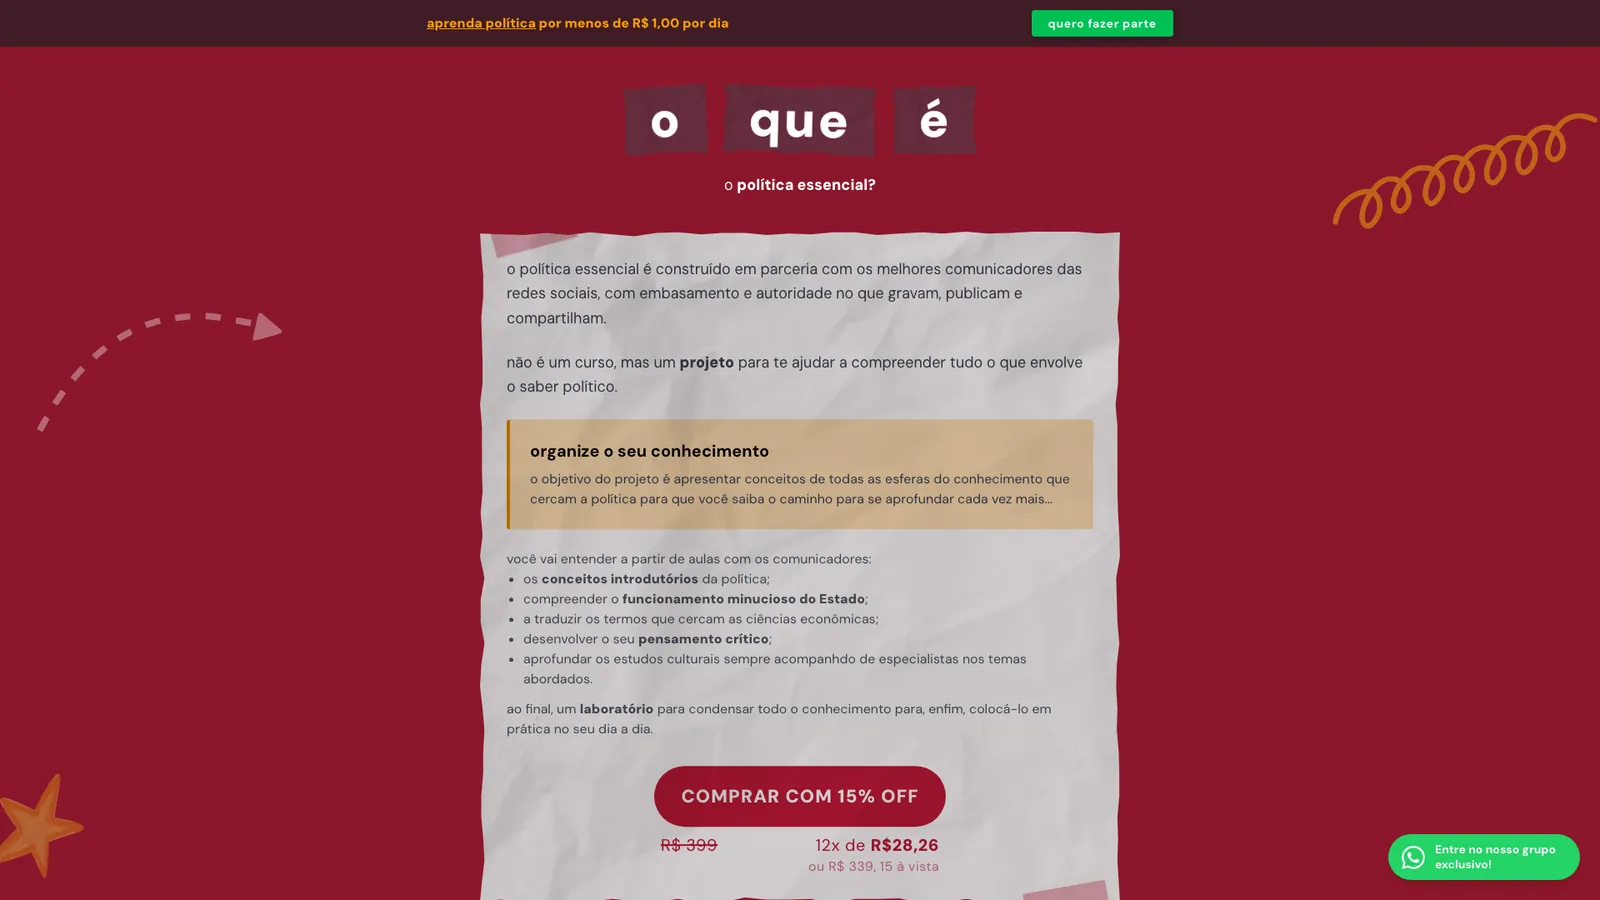 aprenda política por menos de R$ 1,00 por dia
quero fazer parte
o que é
o política essencial?
o política essencial é construído em parceria com os melhores comunicadores das
redes sociais, com embasamento e autoridade no que gravam, publicam e
compartilham.
não é um curso, mas um projeto para te ajudar a compreender tudo o que envolve
o saber político.
organize o seu conhecimento
o objetivo do projeto é apresentar conceitos de todas as esferas do conhecimento que
cercam a política para que você saiba o caminho para se aprofundar cada vez mais...
você vai entender a partir de aulas com os comunicadores:
• os conceitos introdutórios da política;
• compreender o funcionamento minucioso do Estado;
• a traduzir os termos que cercam as ciências econômicas;
• desenvolver o seu pensamento crítico;
• aprofundar os estudos culturais sempre acompanhdo de especialistas nos temas
abordados.
ao final, um laboratório para condensar todo o conhecimento para, enfim, colocá-lo em
prática no seu dia a dia.
COMPRAR COM 15% OFF
R$ 399 12x de R$28,26
ou R$ 339, 15 à vista
Entre no nosso grupo
exclusivo!